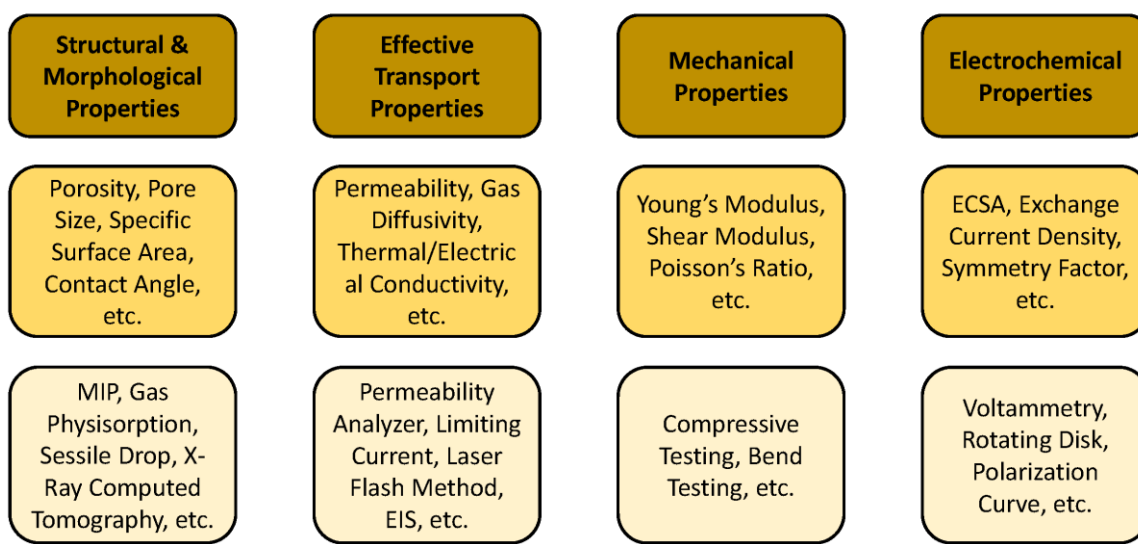 Structural &
Morphological
Properties
Effective
Transport
Properties
Mechanical
Properties
Electrochemical
Properties
Porosity, Pore
Size, Specific
Surface Area,
Contact Angle,
etc.
Permeability, Gas
Diffusivity,
Thermal/Electric
al Conductivity,
etc.
Young’s Modulus,
Shear Modulus,
Poisson’s Ratio,
etc.
ECSA, Exchange
Current Density,
Symmetry Factor,
etc.
MIP, Gas
Physisorption,
Sessile Drop, X-
Ray Computed
Tomography, etc.
Permeability
Analyzer, Limiting
Current, Laser
Flash Method,
EIS, etc.
Compressive
Testing, Bend
Testing, etc.
Voltammetry,
Rotating Disk,
Polarization
Curve, etc.